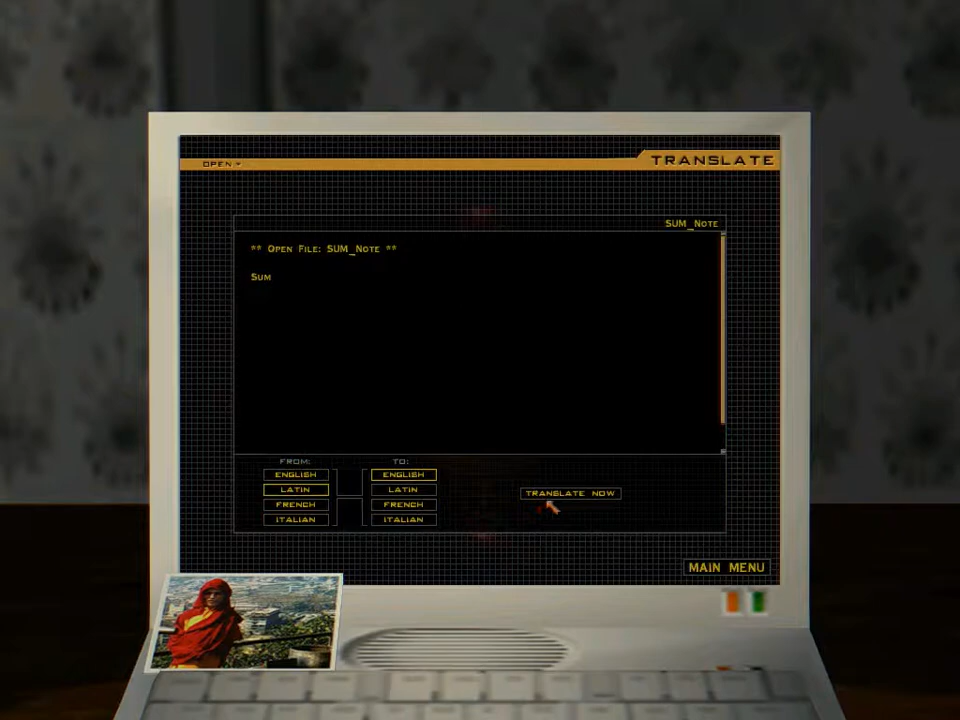 OPEN
TRANSLATE
SUM_NOTE
** OPEN FILE: SUM_NOTE **
SUM
FROM: TO:
ENGLISH ENGLISH
LATIN LATIN
FRENCH FRENCH
ITALIAN ITALIAN
TRANSLATE NOW
MAIN MENU